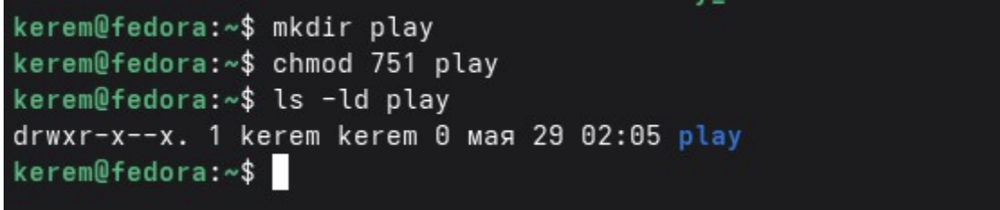 kerem@fedora:~$ mkdir play
kerem@fedora:~$ chmod 751 play
kerem@fedora:~$ ls -ld play
drwxr-x--x. 1 kerem kerem 0 мая 29 02:05 play
kerem@fedora:~$